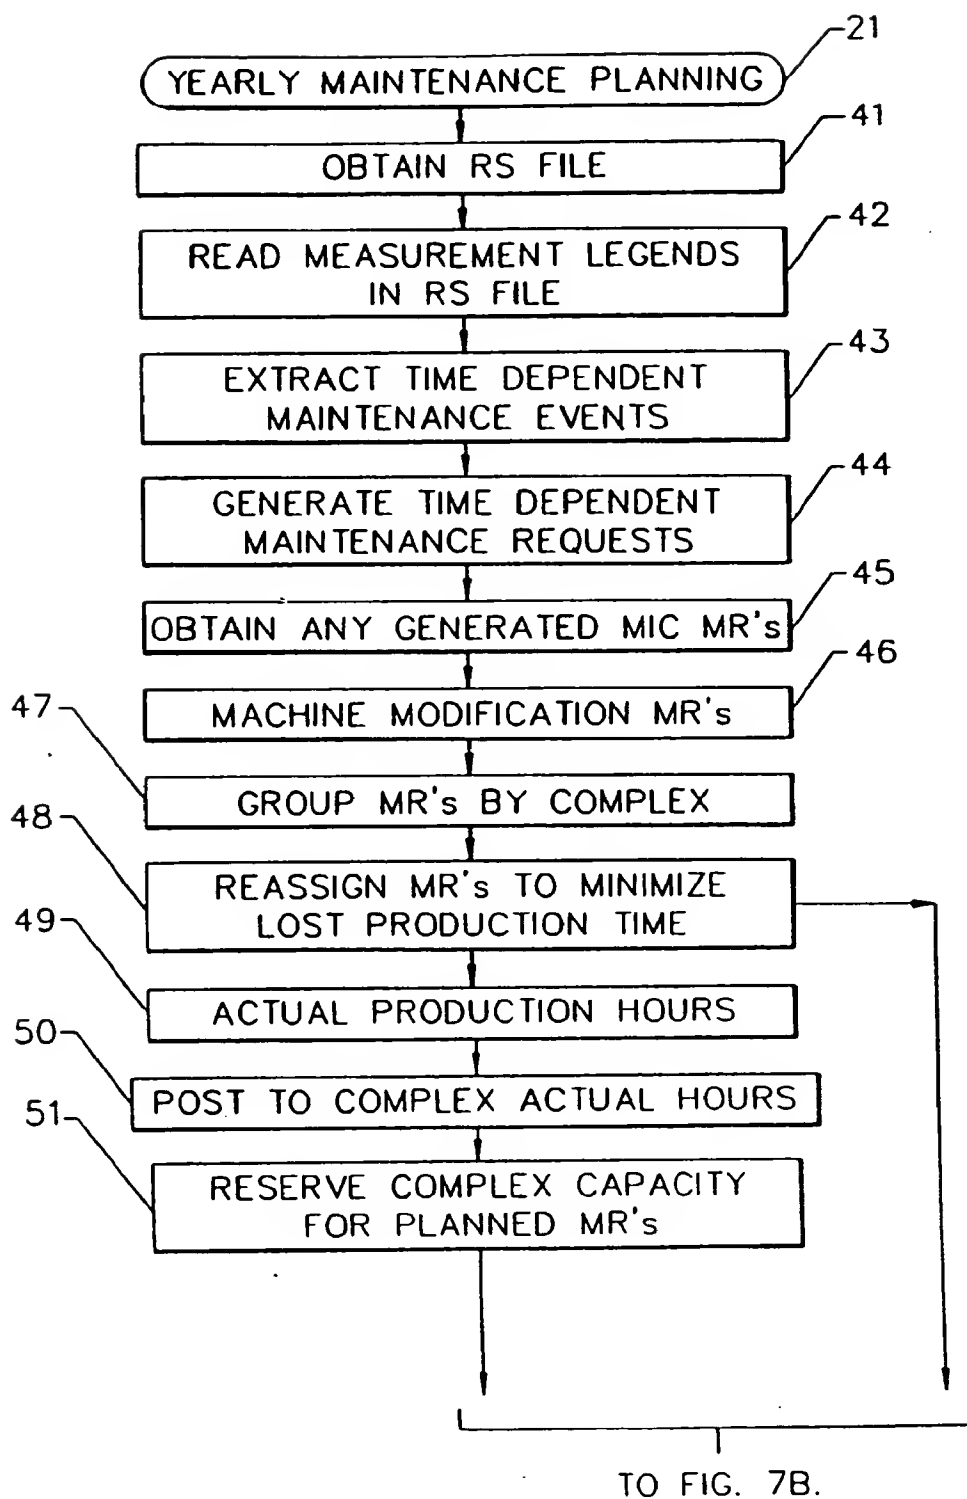 21
YEARLY MAINTENANCE PLANNING
41
OBTAIN RS FILE
42
READ MEASUREMENT LEGENDS
IN RS FILE
43
EXTRACT TIME DEPENDENT
MAINTENANCE EVENTS
44
GENERATE TIME DEPENDENT
MAINTENANCE REQUESTS
45
OBTAIN ANY GENERATED MIC MR's
46
MACHINE MODIFICATION MR's
47
GROUP MR's BY COMPLEX
48
REASSIGN MR's TO MINIMIZE
LOST PRODUCTION TIME
49
ACTUAL PRODUCTION HOURS
50
POST TO COMPLEX ACTUAL HOURS
51
RESERVE COMPLEX CAPACITY
FOR PLANNED MR's
TO FIG. 7B.